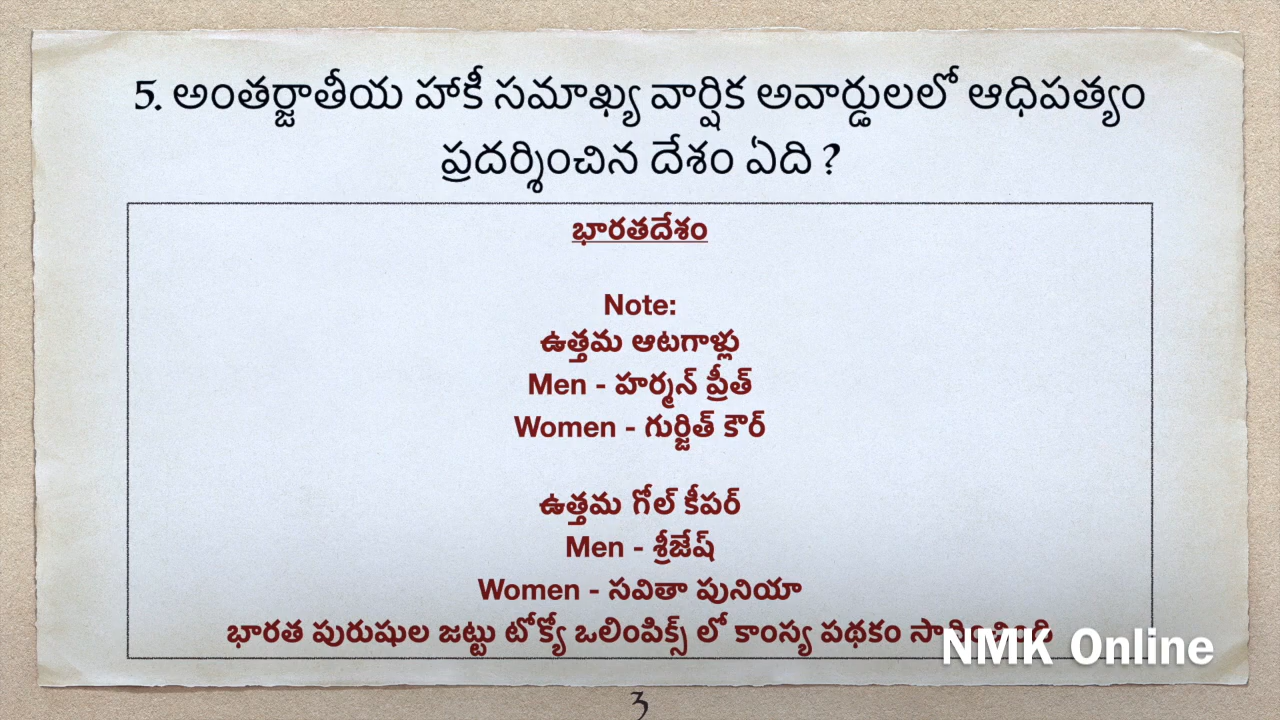 5. అంతర్జాతీయ హాకీ సమాఖ్య వార్షిక అవార్డులలో ఆధిపత్యం
ప్రదర్శించిన దేశం ఏది ?
భారతదేశం
Note:
ఉత్తమ ఆటగాళ్లు
Men - హర్మన్ ప్రీత్
Women - గుర్జిత్ కౌర్
ఉత్తమ గోల్ కీపర్
Men - శ్రీజేష్
Women - సవితా పునియా
భారత పురుషుల జట్టు టోక్యో ఒలింపిక్స్ లో కాంస్య పథకం
NMK Online
3